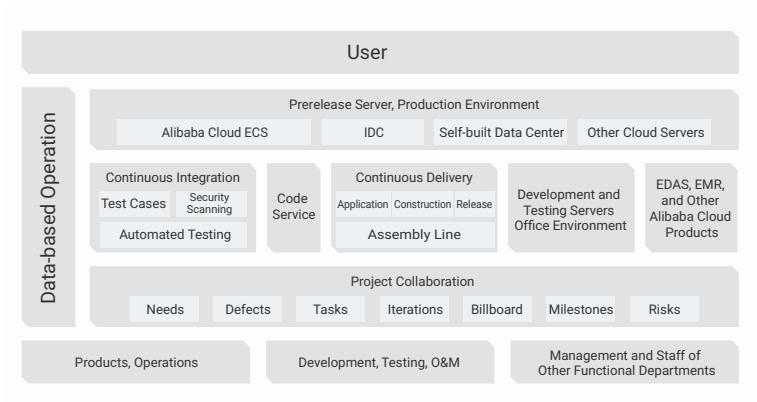 User
Data-based Operation
Prerelease Server, Production Environment
Alibaba Cloud ECS
IDC
Self-built Data Center
Other Cloud Servers
Continuous Integration
Test Cases
Security
Scanning
Automated Testing
Code
Service
Continuous Delivery
Application
Construction
Release
Assembly Line
Development and
Testing Servers
Office Environment
EDAS, EMR,
and Other
Alibaba Cloud
Products
Project Collaboration
Needs
Defects
Tasks
Iterations
Billboard
Milestones
Risks
Products, Operations
Development, Testing, O&M
Management and Staff of
Other Functional Departments